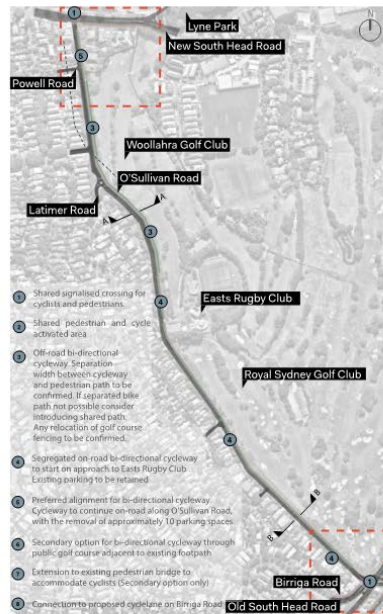 1
Lyne Park
New South Head Road
5
Powell Road
3
Woollahra Golf Club
O'Sullivan Road
Latimer Road
A
A
3
4
Easts Rugby Club
Royal Sydney Golf Club
4
B
B
4
Birriga Road
1
Old South Head Road
N
1 Shared signalised crossing for
cyclists and pedestrians.
2 Shared pedestrian and cycle
activated area
3 Off-road bi-directional
cycleway. Separation
width between cycleway
and pedestrian path to be
confirmed. If separated bike
path not possible consider
introducing shared path.
Any relocation of golf course
fencing to be confirmed.
4 Segregated on-road bi-directional cycleway
to start on approach to Easts Rugby Club
Existing parking to be retained
5 Preferred alignment for bi-directional cycleway.
Cycleway to continue on-road along O'Sullivan Road,
with the removal of approximately 10 parking spaces.
6 Secondary option for bi-directional cycleway through
public golf course adjacent to existing footpath
7 Extension to existing pedestrian bridge to
accommodate cyclists (Secondary option only)
8 Connection to proposed cyclelane on Birriga Road